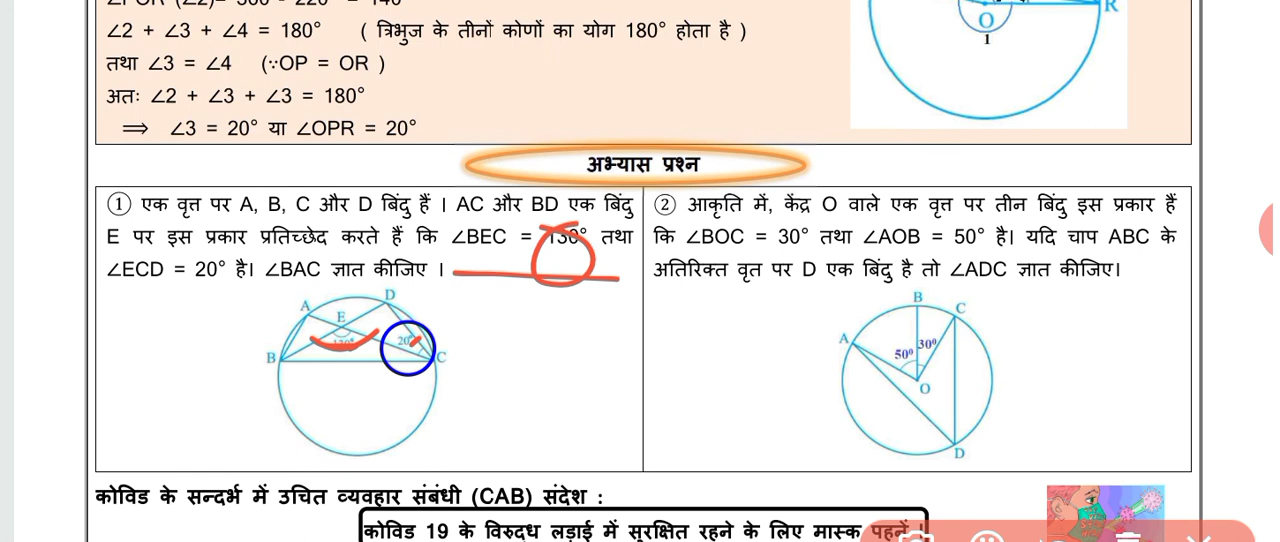 ∠2 + ∠3 + ∠4 = 180° ( त्रिभुज के तीनों कोणों का योग 180° होता है )
तथा ∠3 = ∠4 (∵OP = OR )
अतः ∠2 + ∠3 + ∠3 = 180°
⟹ ∠3 = 20° या ∠OPR = 20°
R
O
1
अभ्यास प्रश्न
① एक वृत्त पर A, B, C और D बिंदु हैं । AC और BD एक बिंदु
E पर इस प्रकार प्रतिच्छेद करते हैं कि ∠BEC = 130° तथा
∠ECD = 20° है। ∠BAC ज्ञात कीजिए ।
A
D
E
130°
20°
B
C
② आकृति में, केंद्र O वाले एक वृत्त पर तीन बिंदु इस प्रकार हैं
कि ∠BOC = 30° तथा ∠AOB = 50° है। यदि चाप ABC के
अतिरिक्त वृत पर D एक बिंदु है तो ∠ADC ज्ञात कीजिए।
B
C
A
30⁰
50⁰
O
D
कोविड के सन्दर्भ में उचित व्यवहार संबंधी (CAB) संदेश :
कोविड 19 के विरुद्ध लड़ाई में सुरक्षित रहने के लिए मास्क पहनें ।